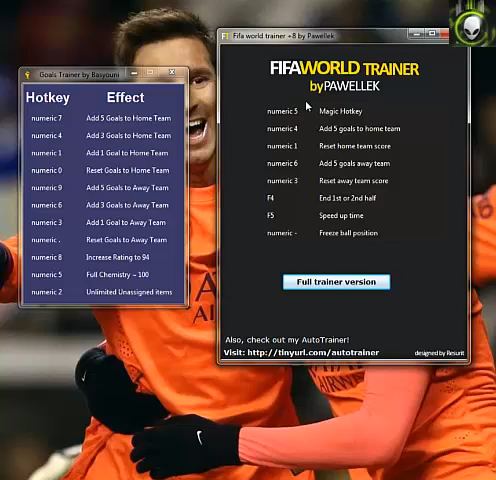 Fifa world trainer +8 by Pawellek
FIFAWORLD TRAINER
byPAWELLEK
numeric 5 Magic Hotkey
numeric 4 Add 5 goals to home team
numeric 1 Reset home team score
numeric 6 Add 5 goals away team
numeric 3 Reset away team score
F4 End 1st or 2nd half
F5 Speed up time
numeric - Freeze ball position
Full trainer version
Also, check out my AutoTrainer!
Visit: http://tinyurl.com/autotrainer
designed by Resurit
Goals Trainer by Basyouni
Hotkey Effect
numeric 7 Add 5 Goals to Home Team
numeric 4 Add 3 Goals to Home Team
numeric 1 Add 1 Goal to Home Team
numeric 0 Reset Goals to Home Team
numeric 9 Add 5 Goals to Away Team
numeric 6 Add 3 Goals to Away Team
numeric 3 Add 1 Goal to Away Team
numeric . Reset Goals to Away Team
numeric 8 Increase Rating to 94
numeric 5 Full Chemistry ~ 100
numeric 2 Unlimited Unassigned items